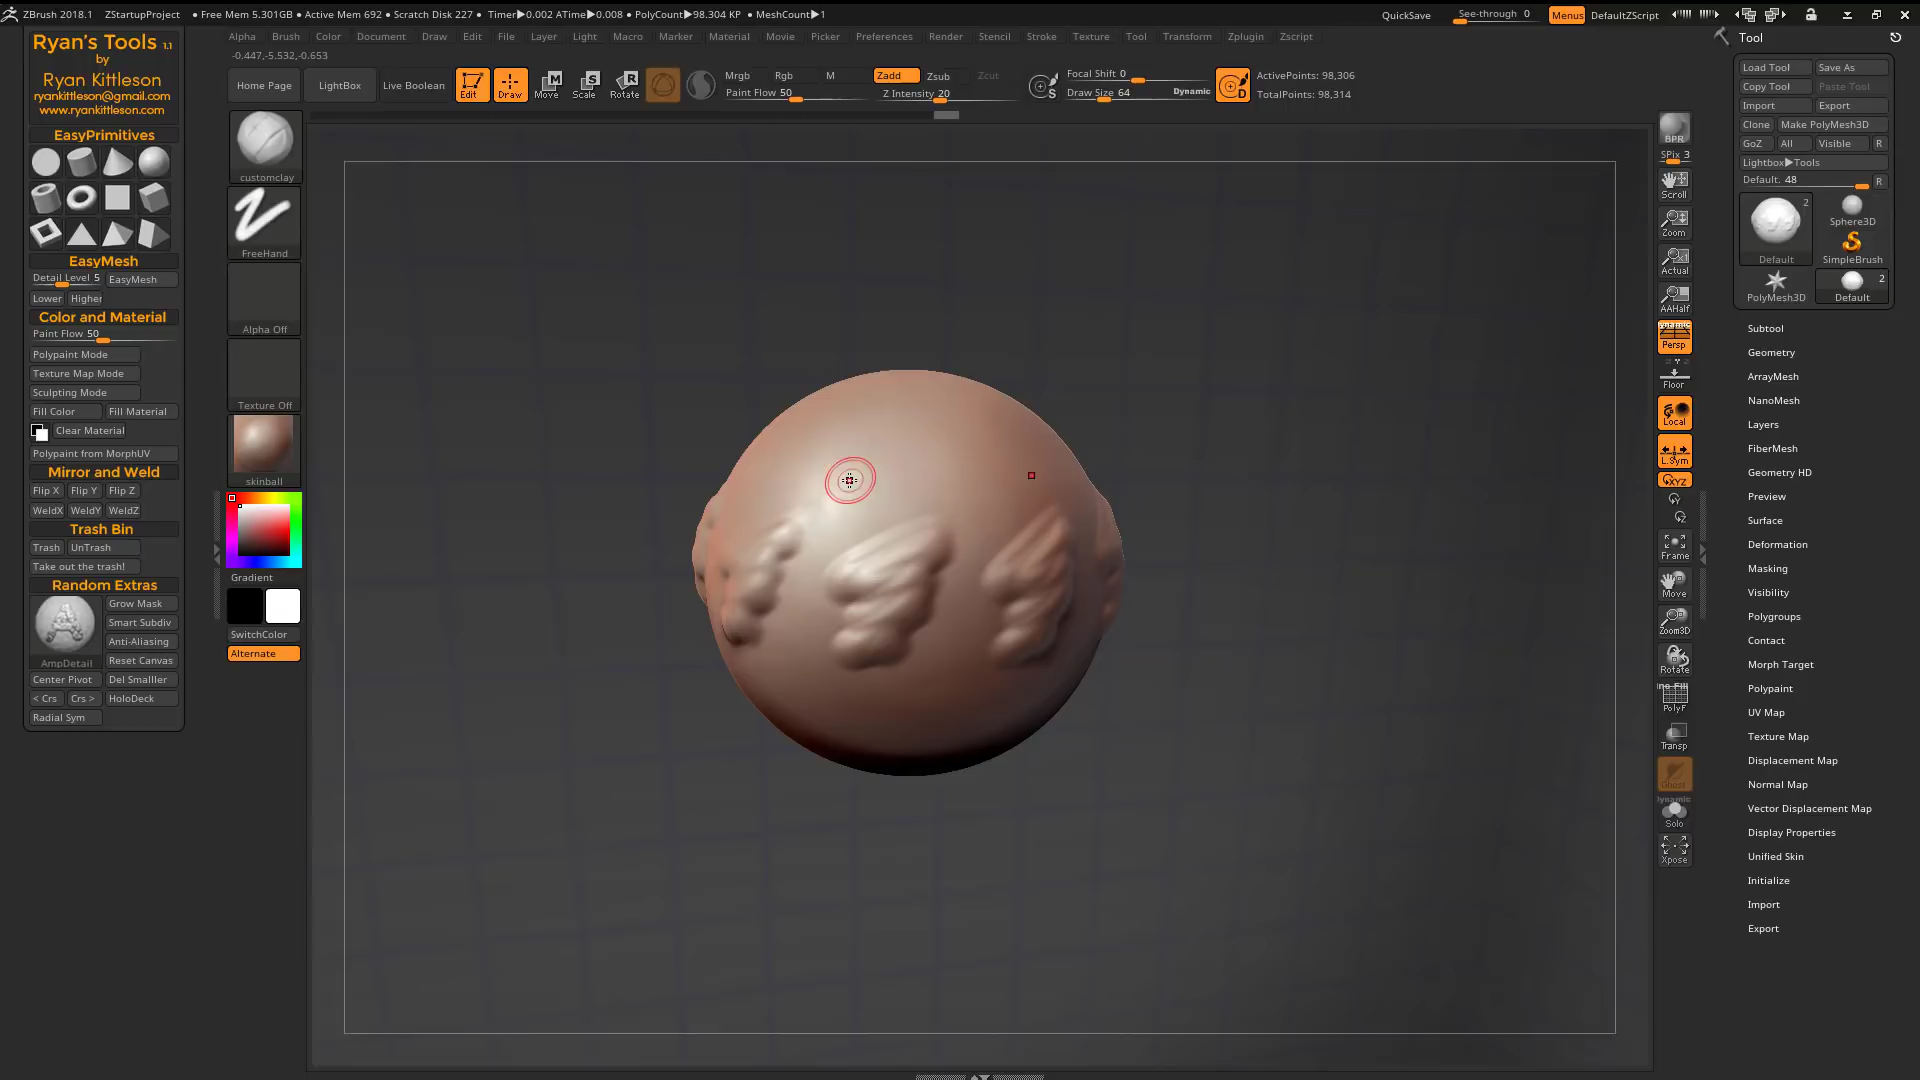 ZBrush 2018.1 ZStartupProject ● Free Mem 5.301GB ● Active Mem 692 ● Scratch Disk 227 ● Timer▶0.002 ATime▶0.008 ● PolyCount▶98.304 KP ● MeshCount▶1 QuickSave See-through 0 Menus DefaultZScript
Alpha Brush Color Document Draw Edit File Layer Light Macro Marker Material Movie Picker Preferences Render Stencil Stroke Texture Tool Transform Zplugin Zscript
-0.447,-5.532,-0.653
Home Page LightBox Live Boolean Edit Draw Move Scale Rotate
Mrgb Rgb M Zadd Zsub Zcut Focal Shift 0 ActivePoints: 98,306
Paint Flow 50 Z Intensity 20 Draw Size 64 Dynamic TotalPoints: 98,314
S D
Ryan's Tools 1.1
by
Ryan Kittleson
ryankittleson@gmail.com
www.ryankittleson.com
EasyPrimitives
EasyMesh
Detail Level 5 EasyMesh
Lower Higher
Color and Material
Paint Flow 50
Polypaint Mode
Texture Map Mode
Sculpting Mode
Fill Color Fill Material
Clear Material
Polypaint from MorphUV
Mirror and Weld
Flip X Flip Y Flip Z
WeldX WeldY WeldZ
Trash Bin
Trash UnTrash
Take out the trash!
Random Extras
Grow Mask
Smart Subdiv
Anti-Aliasing
AmpDetail Reset Canvas
Center Pivot Del Smalller
< Crs Crs > HoloDeck
Radial Sym
customclay
FreeHand
Alpha Off
Texture Off
skinball
Gradient
SwitchColor
Alternate
BPR
SPix 3
Scroll
Zoom
Actual
AAHalf
Dynamic
Persp
Floor
Local
L.Sym
XYZ
Y
Z
Frame
Move
Zoom3D
Rotate
PolyF
Transp
Ghost
Dynamic
Solo
Xpose
Tool
Load Tool Save As
Copy Tool Paste Tool
Import Export
Clone Make PolyMesh3D
GoZ All Visible R
Lightbox▶Tools
Default. 48 R
2
Sphere3D
Default SimpleBrush
2
PolyMesh3D Default
Subtool
Geometry
ArrayMesh
NanoMesh
Layers
FiberMesh
Geometry HD
Preview
Surface
Deformation
Masking
Visibility
Polygroups
Contact
Morph Target
Polypaint
UV Map
Texture Map
Displacement Map
Normal Map
Vector Displacement Map
Display Properties
Unified Skin
Initialize
Import
Export